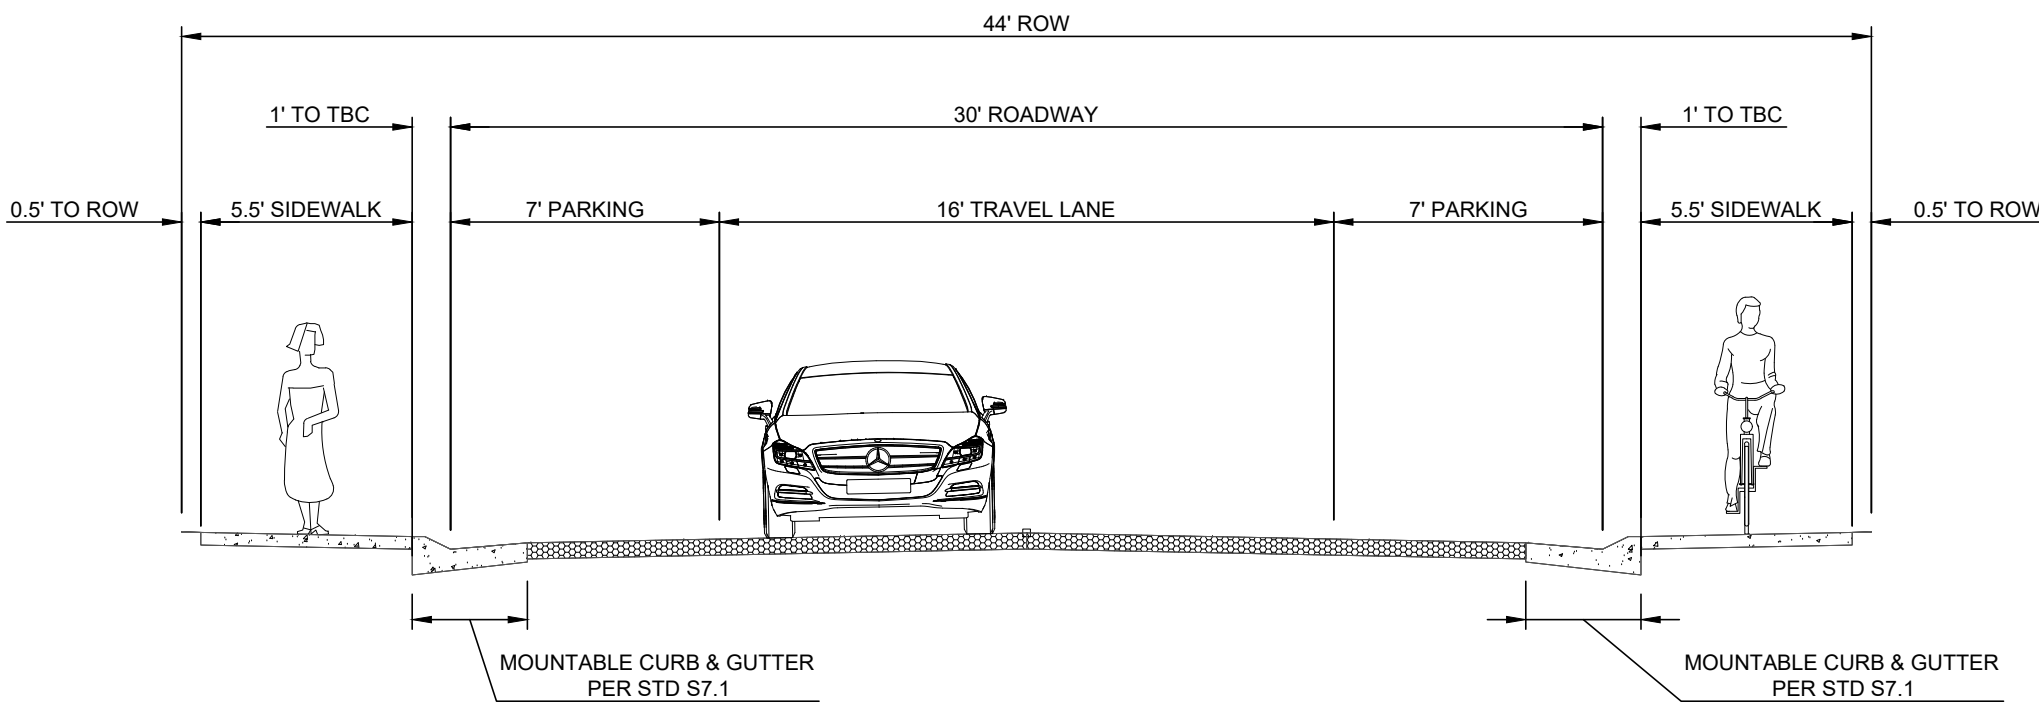 44' ROW
1' TO TBC
30' ROADWAY
1' TO TBC
0.5' TO ROW
5.5' SIDEWALK
7' PARKING
16' TRAVEL LANE
7' PARKING
5.5' SIDEWALK
0.5' TO ROW
MOUNTABLE CURB & GUTTER
PER STD S7.1
MOUNTABLE CURB & GUTTER
PER STD S7.1